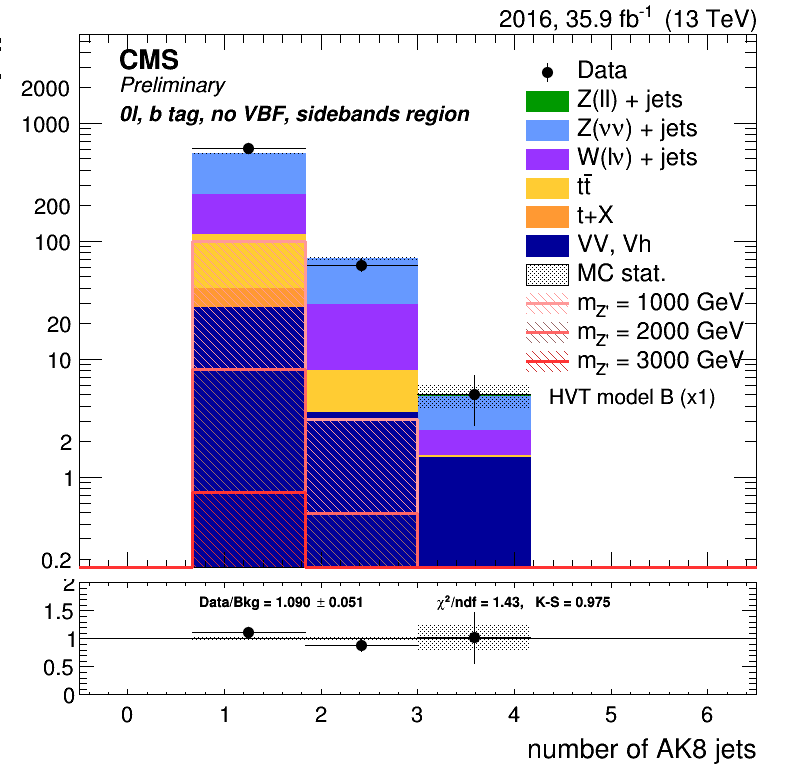 2016, 35.9 fb⁻¹ (13 TeV)
CMS
Preliminary
0l, b tag, no VBF, sidebands region
Data
Z(ll) + jets
Z(νν) + jets
W(lν) + jets
tt̄
t+X
VV, Vh
MC stat.
m_Z' = 1000 GeV
m_Z' = 2000 GeV
m_Z' = 3000 GeV
HVT model B (x1)
2000
1000
200
100
20
10
2
1
0.2
Data/Bkg = 1.090 ± 0.051
χ²/ndf = 1.43, K-S = 0.975
2
1.5
1
0.5
0
0 1 2 3 4 5 6
number of AK8 jets